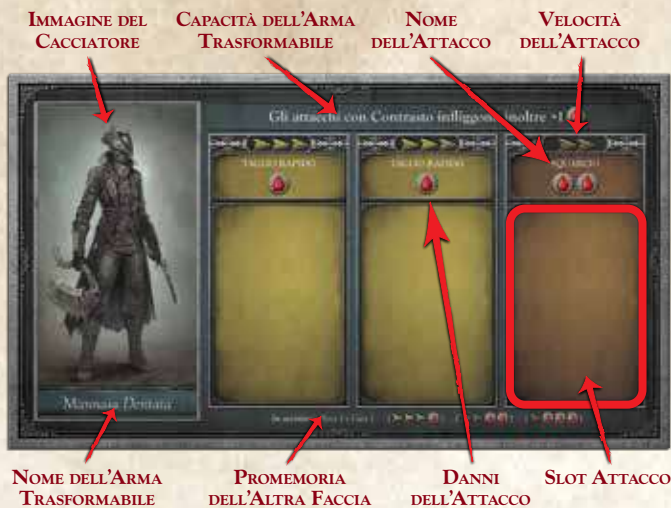 Immagine del
Cacciatore
Capacità dell'Arma
Trasformabile
Nome
dell'Attacco
Velocità
dell'Attacco
Gli attacchi con Contrasto infliggono inoltre +1
TAGLIO RAPIDO
TAGLIO RAPIDO
SQUARCIO
Mannaia Dentata
Nome dell'Arma
Trasformabile
Promemoria
dell'Altra Faccia
Danni
dell'Attacco
Slot Attacco